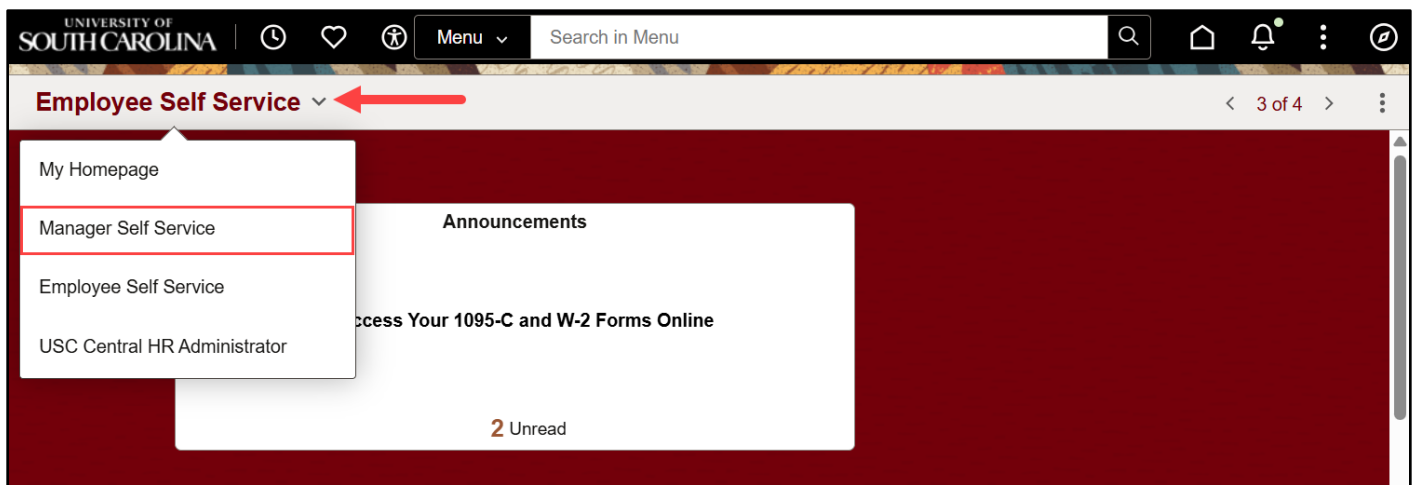 UNIVERSITY OF
SOUTH CAROLINA
Menu
Search in Menu
Employee Self Service
3 of 4
My Homepage
Manager Self Service
Employee Self Service
USC Central HR Administrator
Announcements
ccess Your 1095-C and W-2 Forms Online
2 Unread